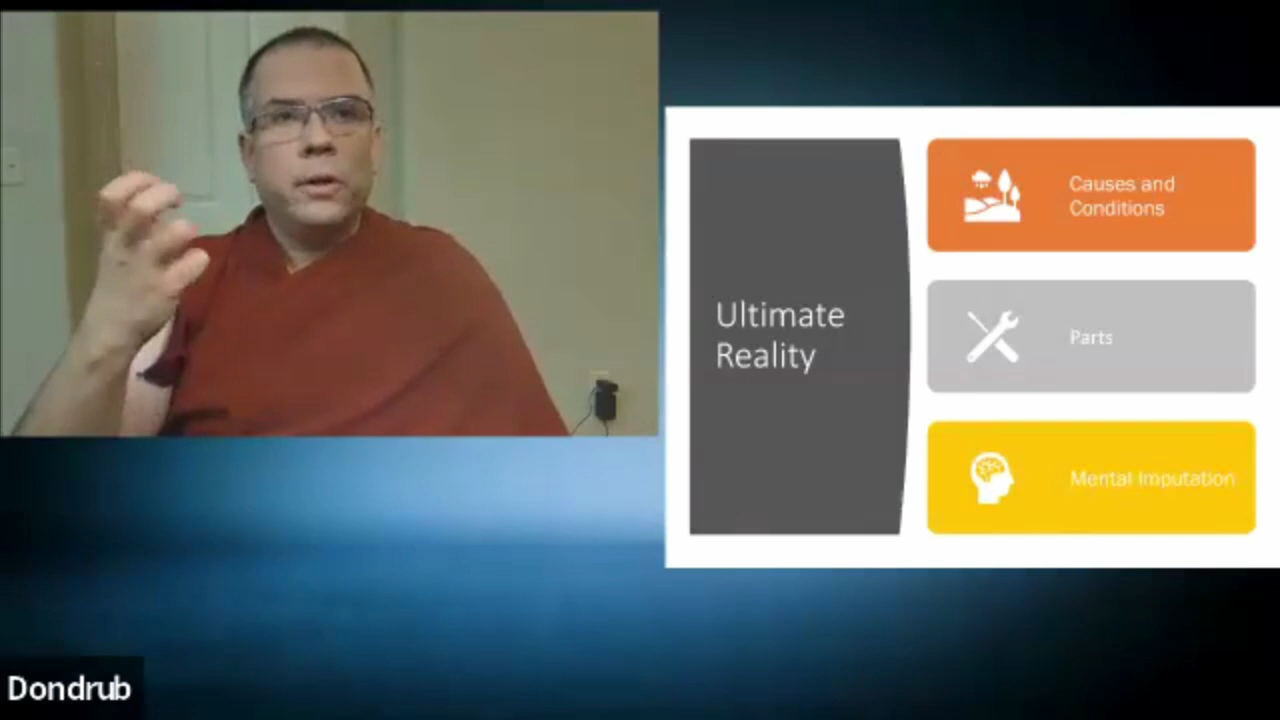 Ultimate
Reality
Causes and
Conditions
Parts
Mental Imputation
Dondrub